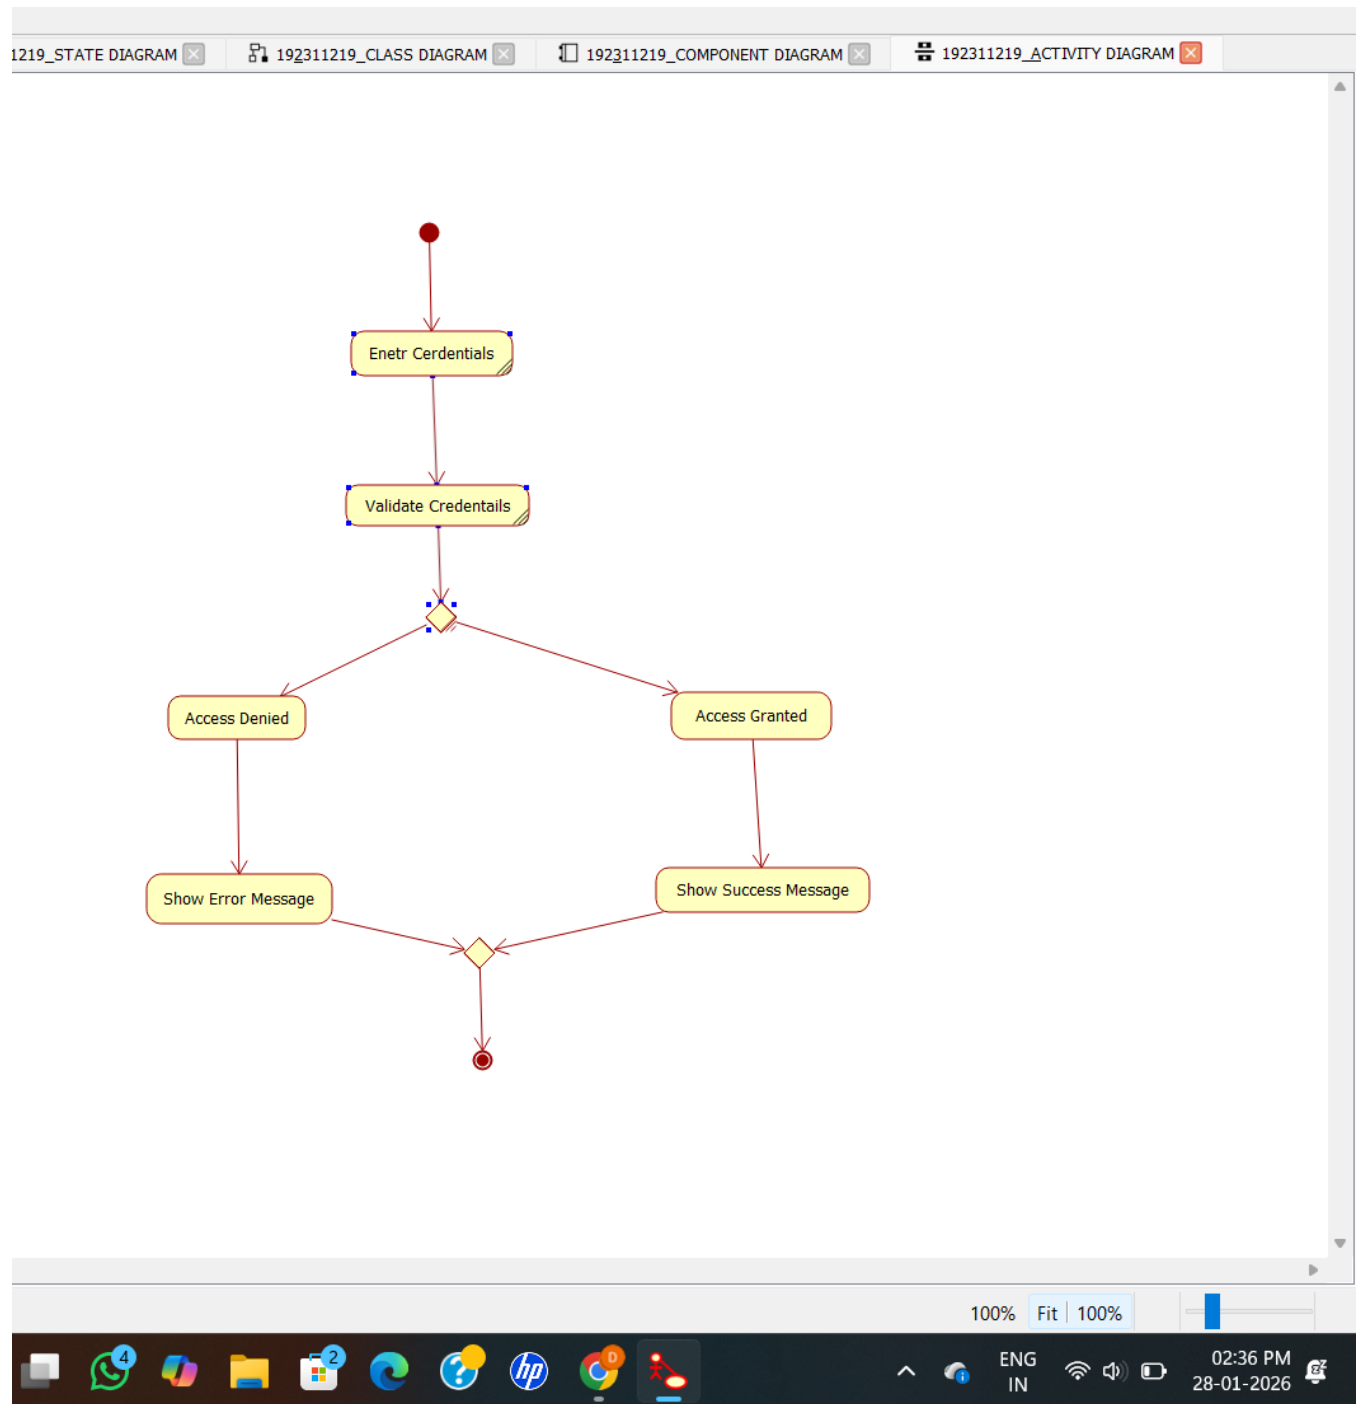 1219_STATE DIAGRAM
192311219_CLASS DIAGRAM
192311219_COMPONENT DIAGRAM
192311219_ACTIVITY DIAGRAM
Enetr Cerdentials
Validate Credentails
Access Denied
Access Granted
Show Error Message
Show Success Message
100% Fit 100%
4
2
?
hp
D
ENG
IN
02:36 PM
28-01-2026